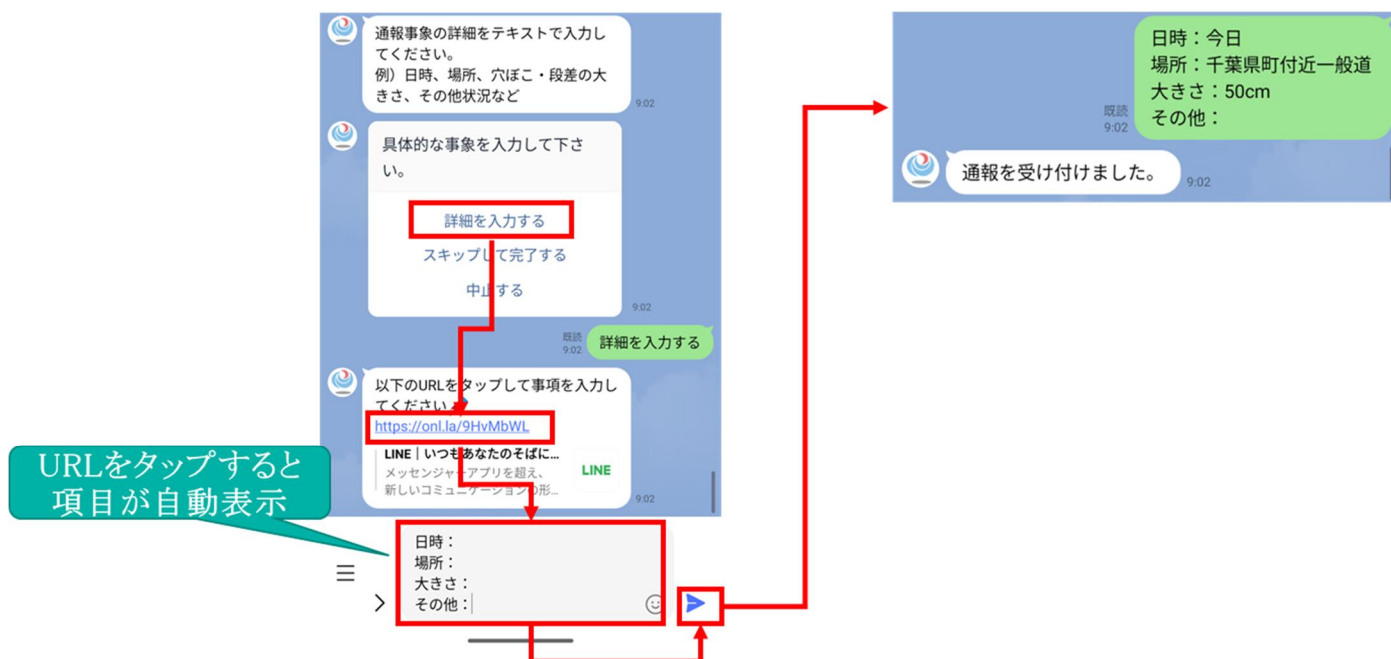 通報事象の詳細をテキストで入力し
てください。
例）日時、場所、穴ぼこ・段差の大
きさ、その他状況など
9:02
具体的な事象を入力して下さ
い。
詳細を入力する
スキップして完了する
中止する
9:02
既読
9:02
詳細を入力する
以下のURLをタップして事項を入力し
てください
https://onl.la/9HvMbWL
LINE｜いつもあなたのそばに...
メッセンジャーアプリを超え、
新しいコミュニケーションの形...
LINE
9:02
URLをタップすると
項目が自動表示
日時：
場所：
大きさ：
その他：
日時：今日
場所：千葉県町付近一般道
大きさ：50cm
その他：
既読
9:02
通報を受け付けました。
9:02